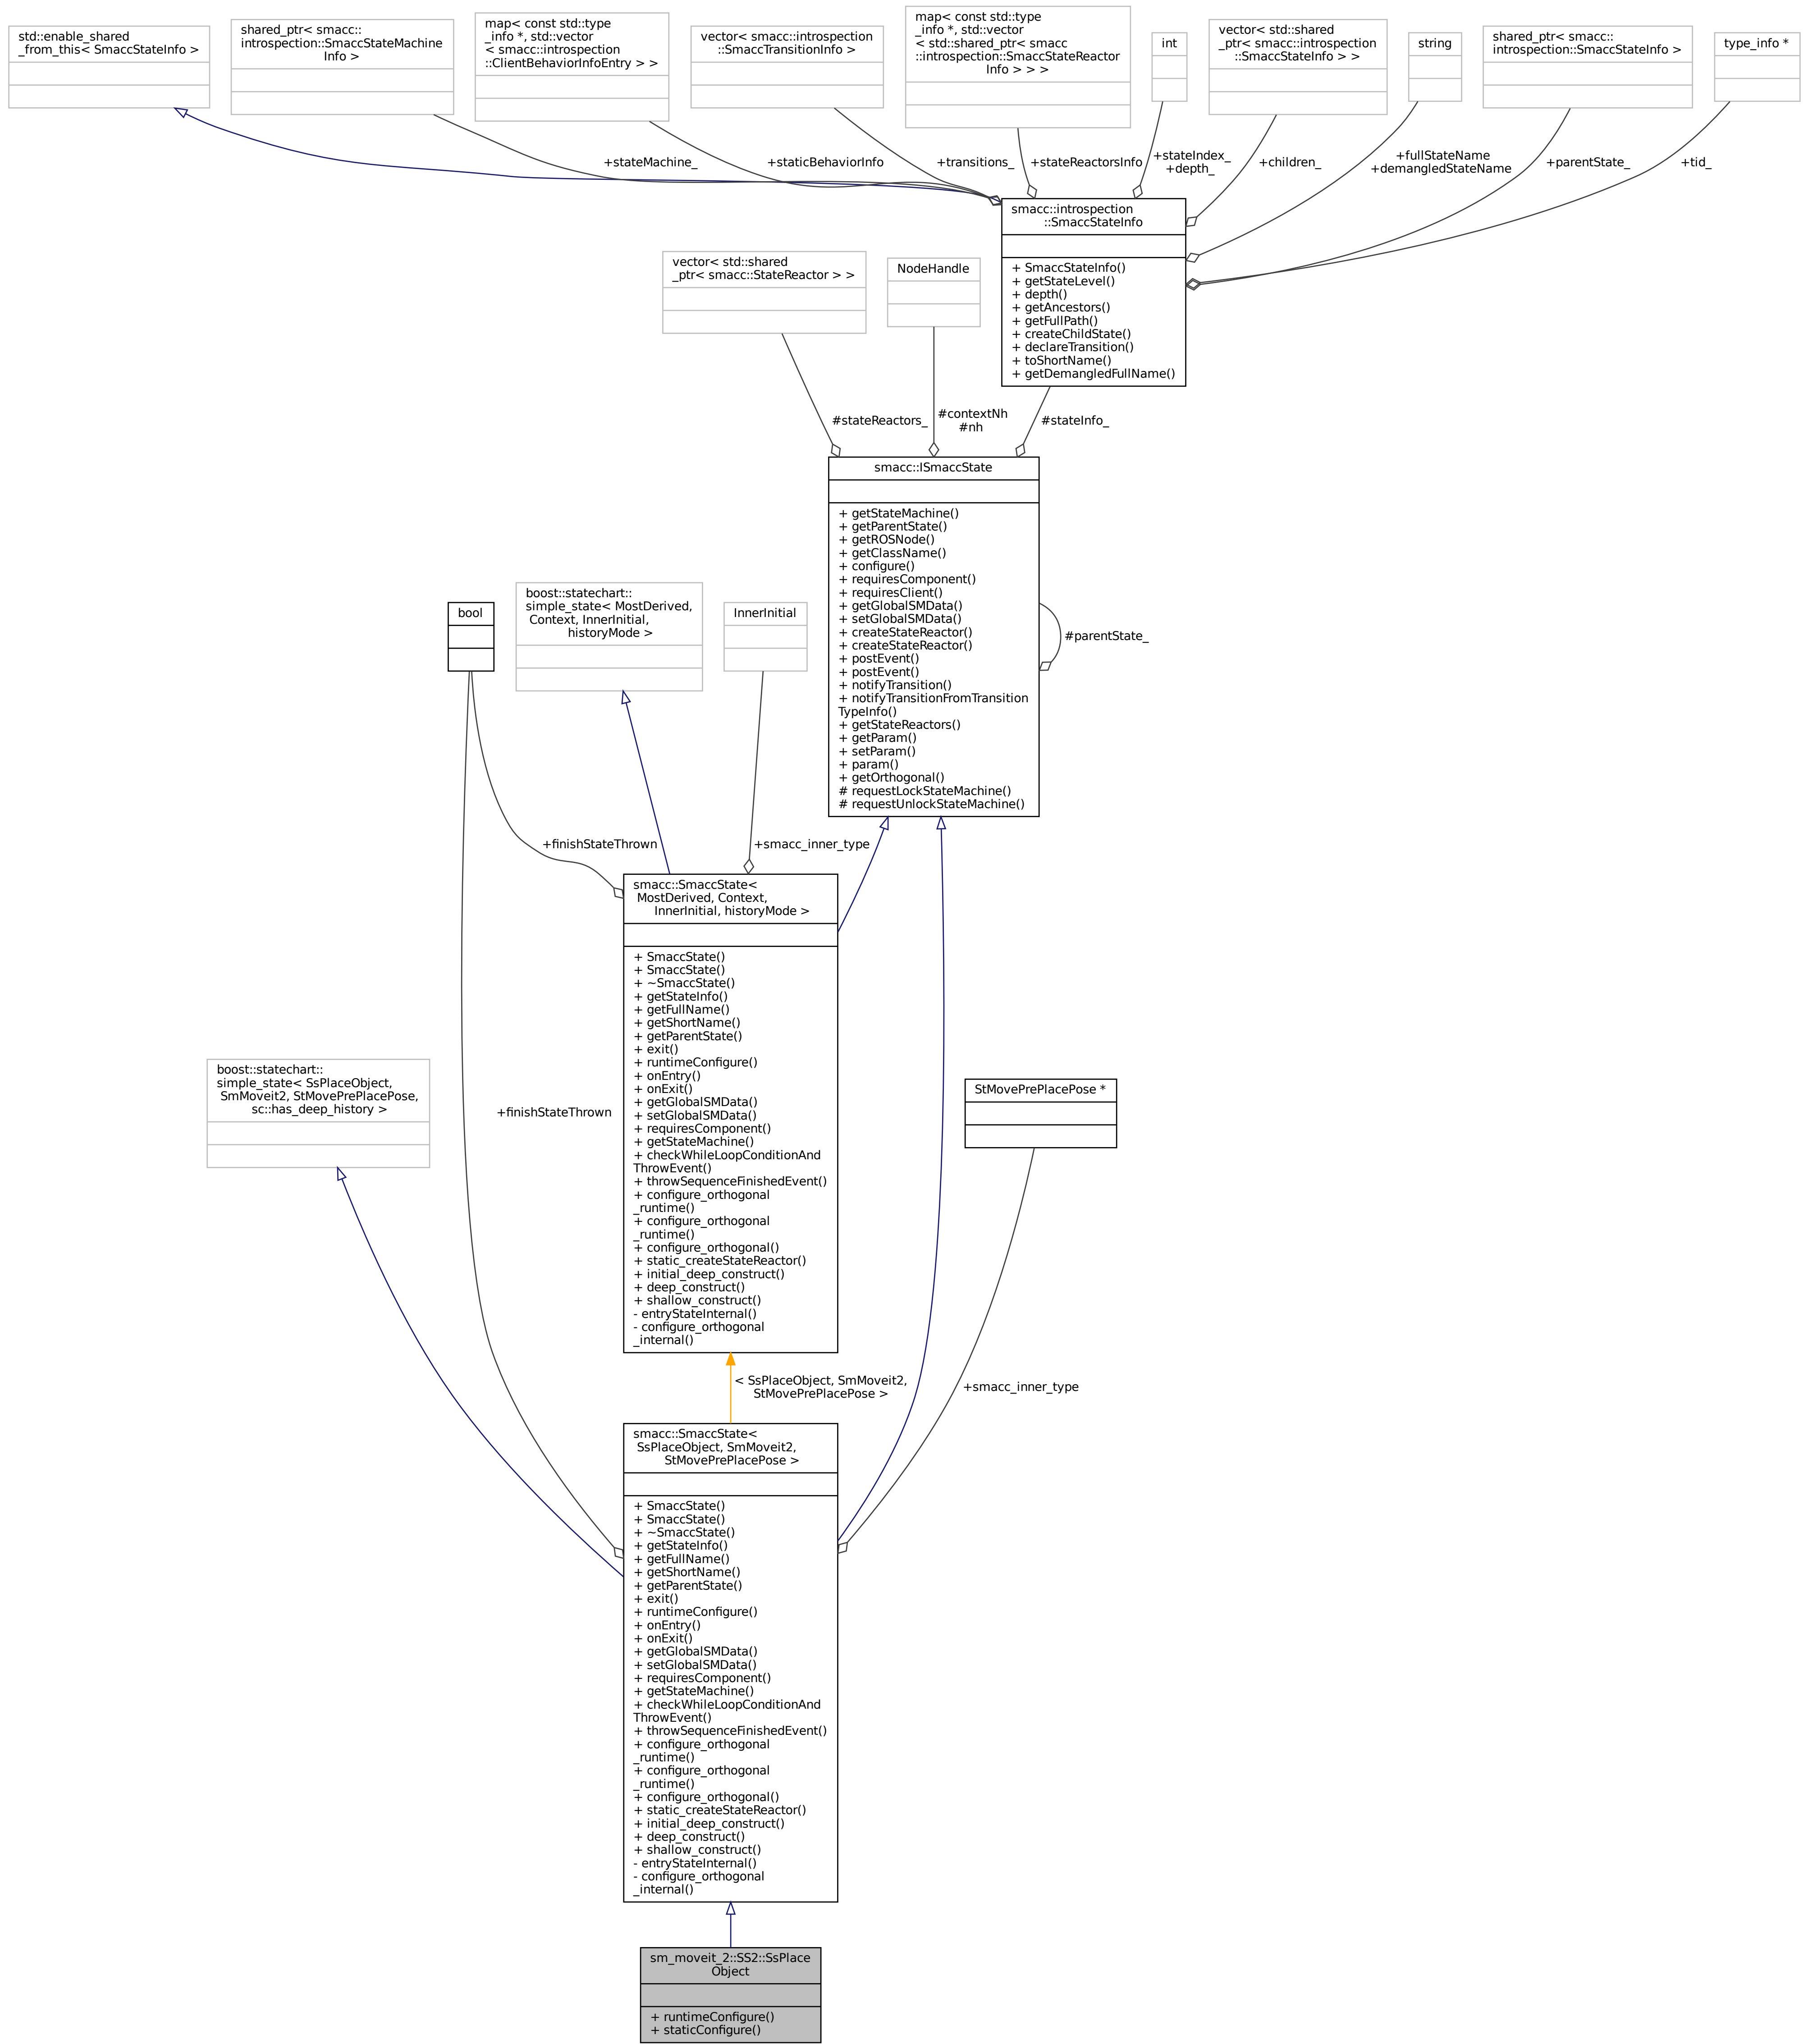 std::enable_shared
_from_this< SmaccStateInfo >
shared_ptr< smacc::
introspection::SmaccStateMachine
Info >
map< const std::type
_info *, std::vector
< smacc::introspection
::ClientBehaviorInfoEntry > >
vector< smacc::introspection
::SmaccTransitionInfo >
map< const std::type
_info *, std::vector
< std::shared_ptr< smacc
::introspection::SmaccStateReactor
Info > > >
int
vector< std::shared
_ptr< smacc::introspection
::SmaccStateInfo > >
string
shared_ptr< smacc::
introspection::SmaccStateInfo >
type_info *
+stateMachine_
+staticBehaviorInfo
+transitions_
+stateReactorsInfo
+stateIndex_
+depth_
+children_
+fullStateName
+demangledStateName
+parentState_
+tid_
smacc::introspection
::SmaccStateInfo
+ SmaccStateInfo()
+ getStateLevel()
+ depth()
+ getAncestors()
+ getFullPath()
+ createChildState()
+ declareTransition()
+ toShortName()
+ getDemangledFullName()
vector< std::shared
_ptr< smacc::StateReactor > >
NodeHandle
#stateReactors_
#contextNh
#nh
#stateInfo_
smacc::ISmaccState
+ getStateMachine()
+ getParentState()
+ getROSNode()
+ getClassName()
+ configure()
+ requiresComponent()
+ requiresClient()
+ getGlobalSMData()
+ setGlobalSMData()
+ createStateReactor()
+ createStateReactor()
+ postEvent()
+ postEvent()
+ notifyTransition()
+ notifyTransitionFromTransition
TypeInfo()
+ getStateReactors()
+ getParam()
+ setParam()
+ param()
+ getOrthogonal()
# requestLockStateMachine()
# requestUnlockStateMachine()
#parentState_
bool
boost::statechart::
simple_state< MostDerived,
Context, InnerInitial,
historyMode >
InnerInitial
+finishStateThrown
+smacc_inner_type
smacc::SmaccState<
MostDerived, Context,
InnerInitial, historyMode >
+ SmaccState()
+ SmaccState()
+ ~SmaccState()
+ getStateInfo()
+ getFullName()
+ getShortName()
+ getParentState()
+ exit()
+ runtimeConfigure()
+ onEntry()
+ onExit()
+ getGlobalSMData()
+ setGlobalSMData()
+ requiresComponent()
+ getStateMachine()
+ checkWhileLoopConditionAnd
ThrowEvent()
+ throwSequenceFinishedEvent()
+ configure_orthogonal
_runtime()
+ configure_orthogonal
_runtime()
+ configure_orthogonal()
+ static_createStateReactor()
+ initial_deep_construct()
+ deep_construct()
+ shallow_construct()
- entryStateInternal()
- configure_orthogonal
_internal()
boost::statechart::
simple_state< SsPlaceObject,
SmMoveit2, StMovePrePlacePose,
sc::has_deep_history >
+finishStateThrown
StMovePrePlacePose *
< SsPlaceObject, SmMoveit2,
StMovePrePlacePose >
+smacc_inner_type
smacc::SmaccState<
SsPlaceObject, SmMoveit2,
StMovePrePlacePose >
+ SmaccState()
+ SmaccState()
+ ~SmaccState()
+ getStateInfo()
+ getFullName()
+ getShortName()
+ getParentState()
+ exit()
+ runtimeConfigure()
+ onEntry()
+ onExit()
+ getGlobalSMData()
+ setGlobalSMData()
+ requiresComponent()
+ getStateMachine()
+ checkWhileLoopConditionAnd
ThrowEvent()
+ throwSequenceFinishedEvent()
+ configure_orthogonal
_runtime()
+ configure_orthogonal
_runtime()
+ configure_orthogonal()
+ static_createStateReactor()
+ initial_deep_construct()
+ deep_construct()
+ shallow_construct()
- entryStateInternal()
- configure_orthogonal
_internal()
sm_moveit_2::SS2::SsPlace
Object
+ runtimeConfigure()
+ staticConfigure()